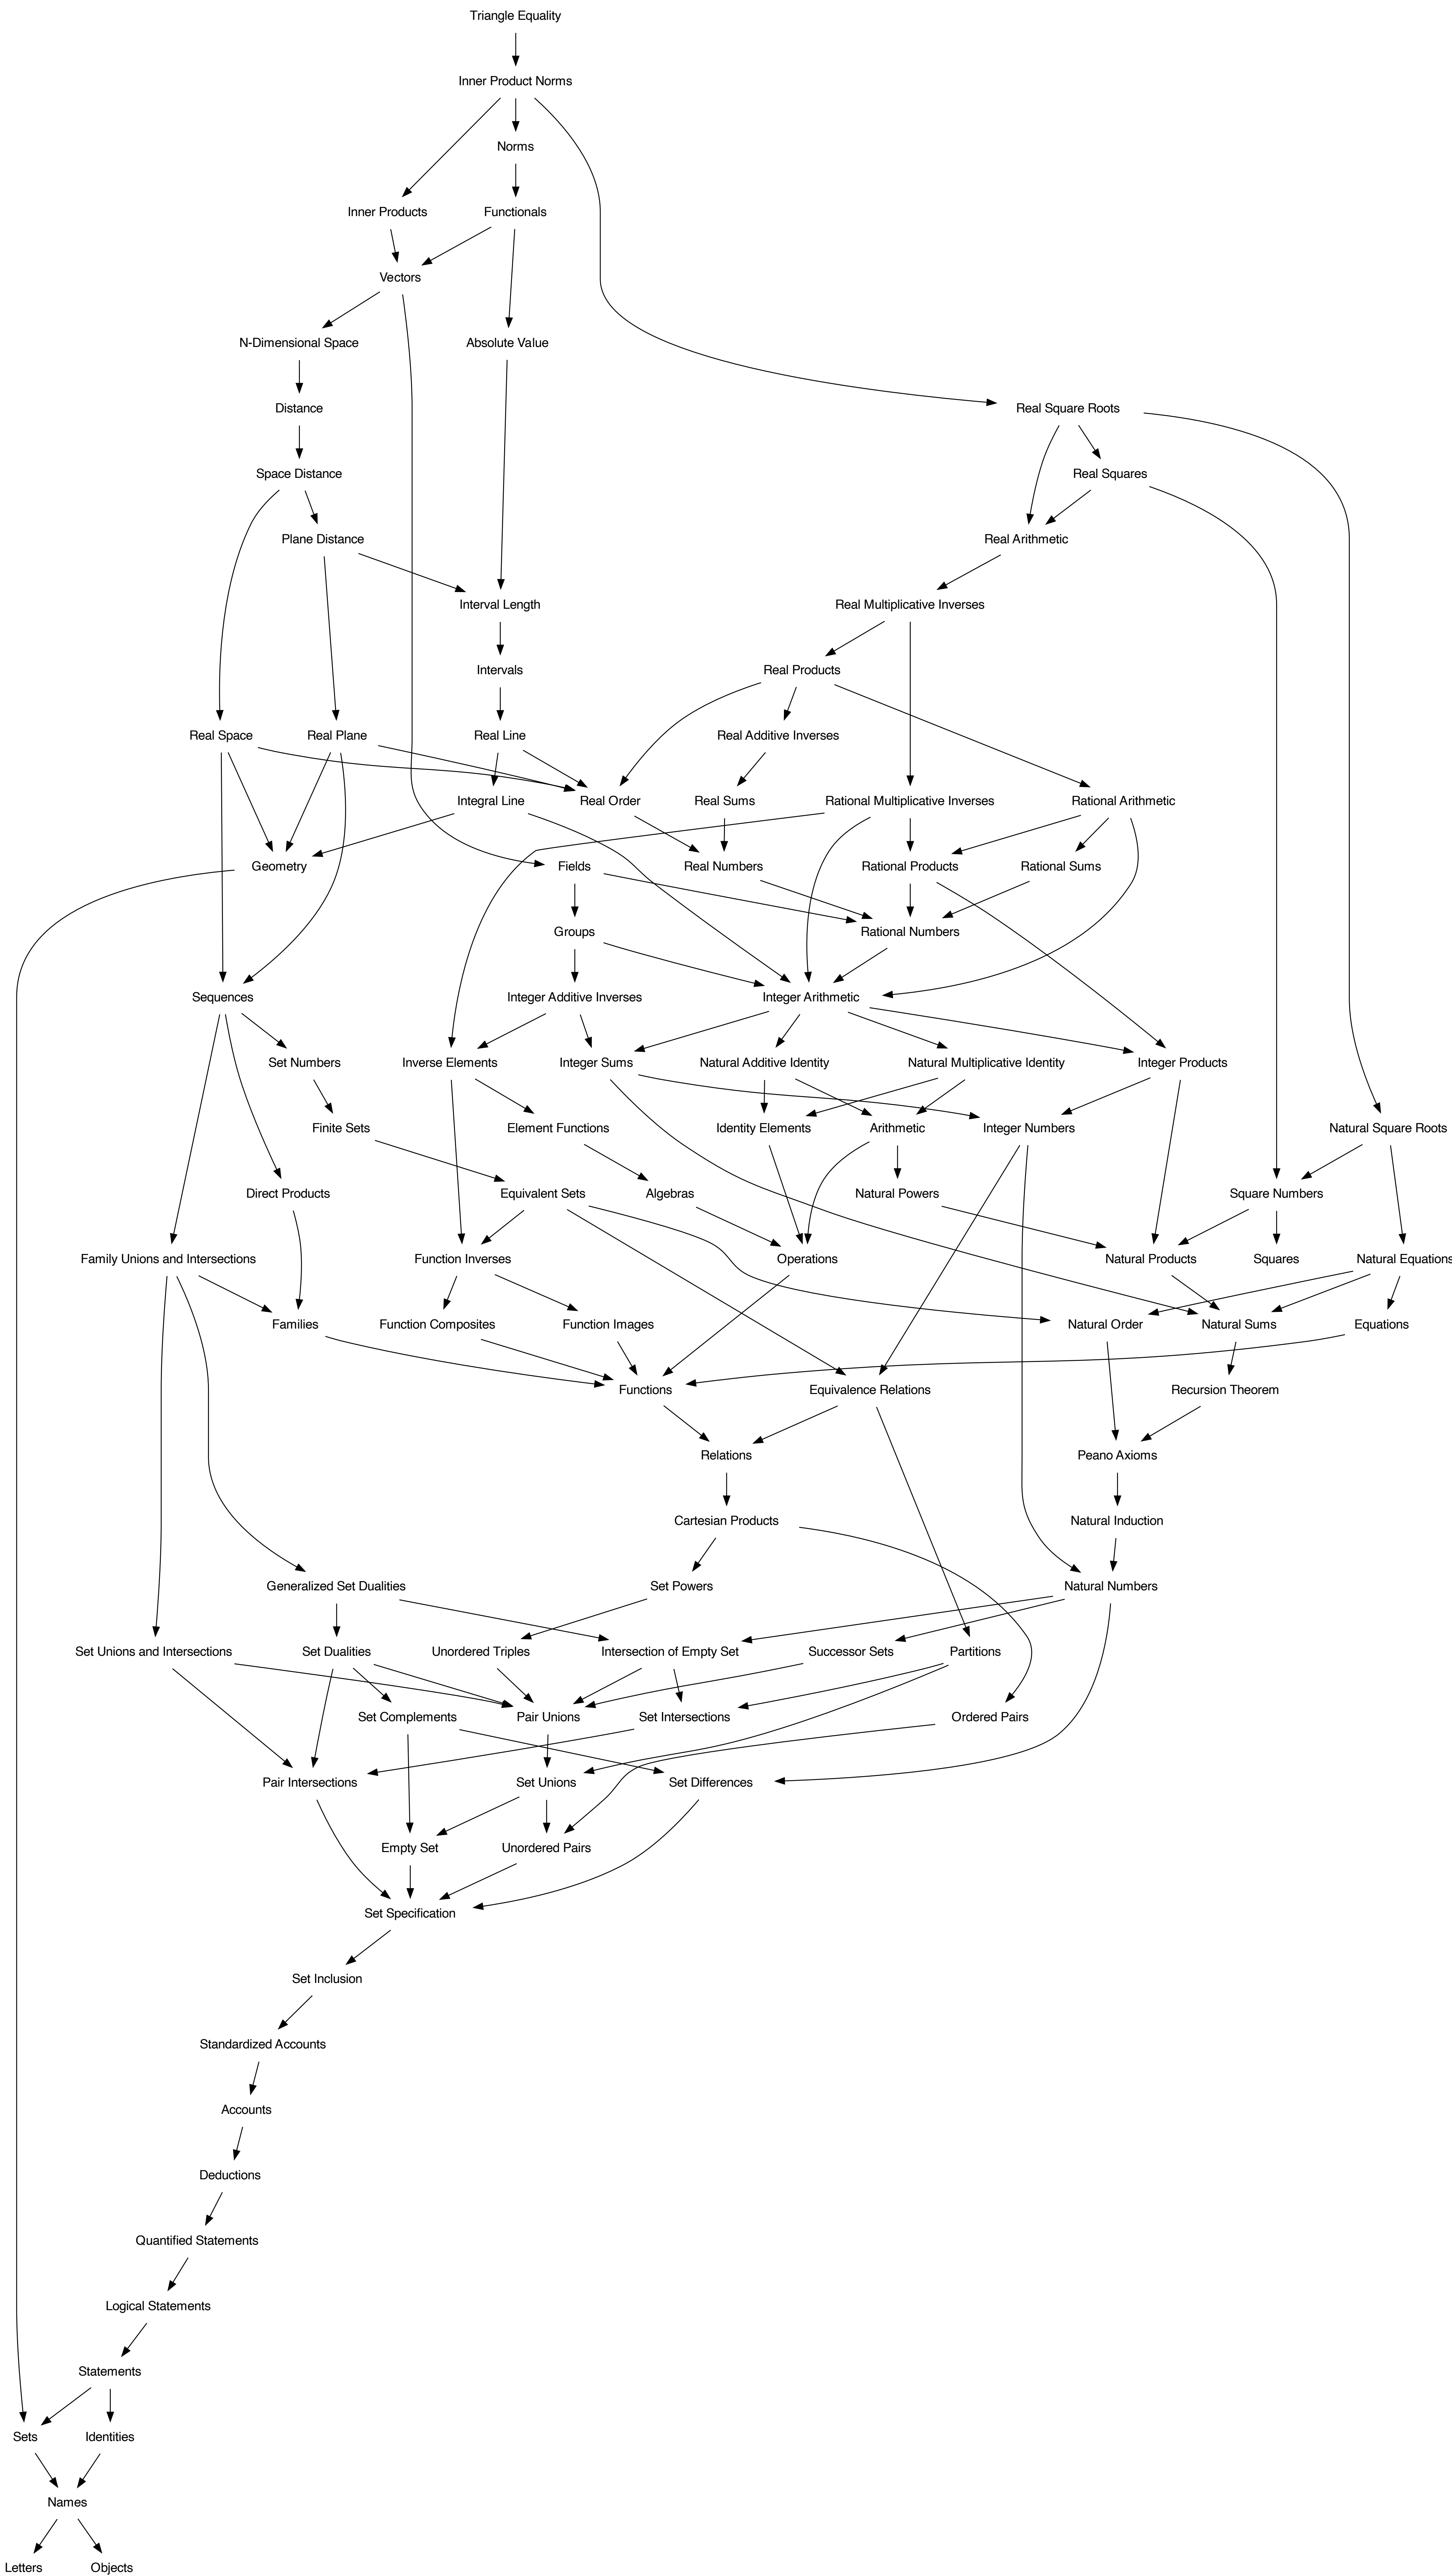 Triangle Equality
Inner Product Norms
Norms
Inner Products
Functionals
Vectors
N-Dimensional Space
Absolute Value
Distance
Real Square Roots
Space Distance
Real Squares
Plane Distance
Real Arithmetic
Interval Length
Real Multiplicative Inverses
Intervals
Real Products
Real Space
Real Plane
Real Line
Real Additive Inverses
Integral Line
Real Order
Real Sums
Rational Multiplicative Inverses
Rational Arithmetic
Geometry
Fields
Real Numbers
Rational Products
Rational Sums
Groups
Rational Numbers
Sequences
Integer Additive Inverses
Integer Arithmetic
Set Numbers
Inverse Elements
Integer Sums
Natural Additive Identity
Natural Multiplicative Identity
Integer Products
Finite Sets
Element Functions
Identity Elements
Arithmetic
Integer Numbers
Natural Square Roots
Direct Products
Equivalent Sets
Algebras
Natural Powers
Square Numbers
Family Unions and Intersections
Function Inverses
Operations
Natural Products
Squares
Natural Equations
Families
Function Composites
Function Images
Natural Order
Natural Sums
Equations
Functions
Equivalence Relations
Recursion Theorem
Relations
Peano Axioms
Cartesian Products
Natural Induction
Generalized Set Dualities
Set Powers
Natural Numbers
Set Unions and Intersections
Set Dualities
Unordered Triples
Intersection of Empty Set
Successor Sets
Partitions
Set Complements
Pair Unions
Set Intersections
Ordered Pairs
Pair Intersections
Set Unions
Set Differences
Empty Set
Unordered Pairs
Set Specification
Set Inclusion
Standardized Accounts
Accounts
Deductions
Quantified Statements
Logical Statements
Statements
Sets
Identities
Names
Letters
Objects